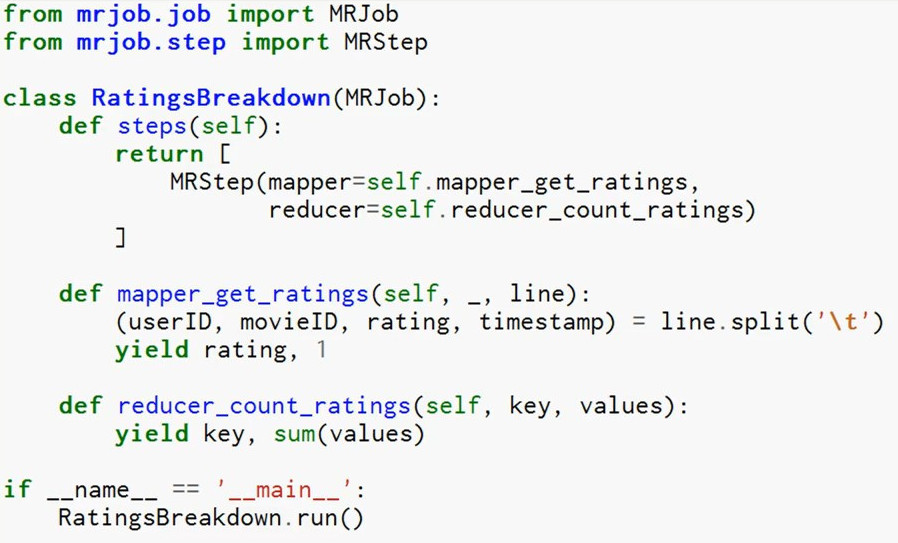 from mrjob.job import MRJob
from mrjob.step import MRStep

class RatingsBreakdown(MRJob):
    def steps(self):
        return [
            MRStep(mapper=self.mapper_get_ratings,
                   reducer=self.reducer_count_ratings)
        ]

    def mapper_get_ratings(self, _, line):
        (userID, movieID, rating, timestamp) = line.split('\t')
        yield rating, 1

    def reducer_count_ratings(self, key, values):
        yield key, sum(values)

if __name__ == '__main__':
    RatingsBreakdown.run()